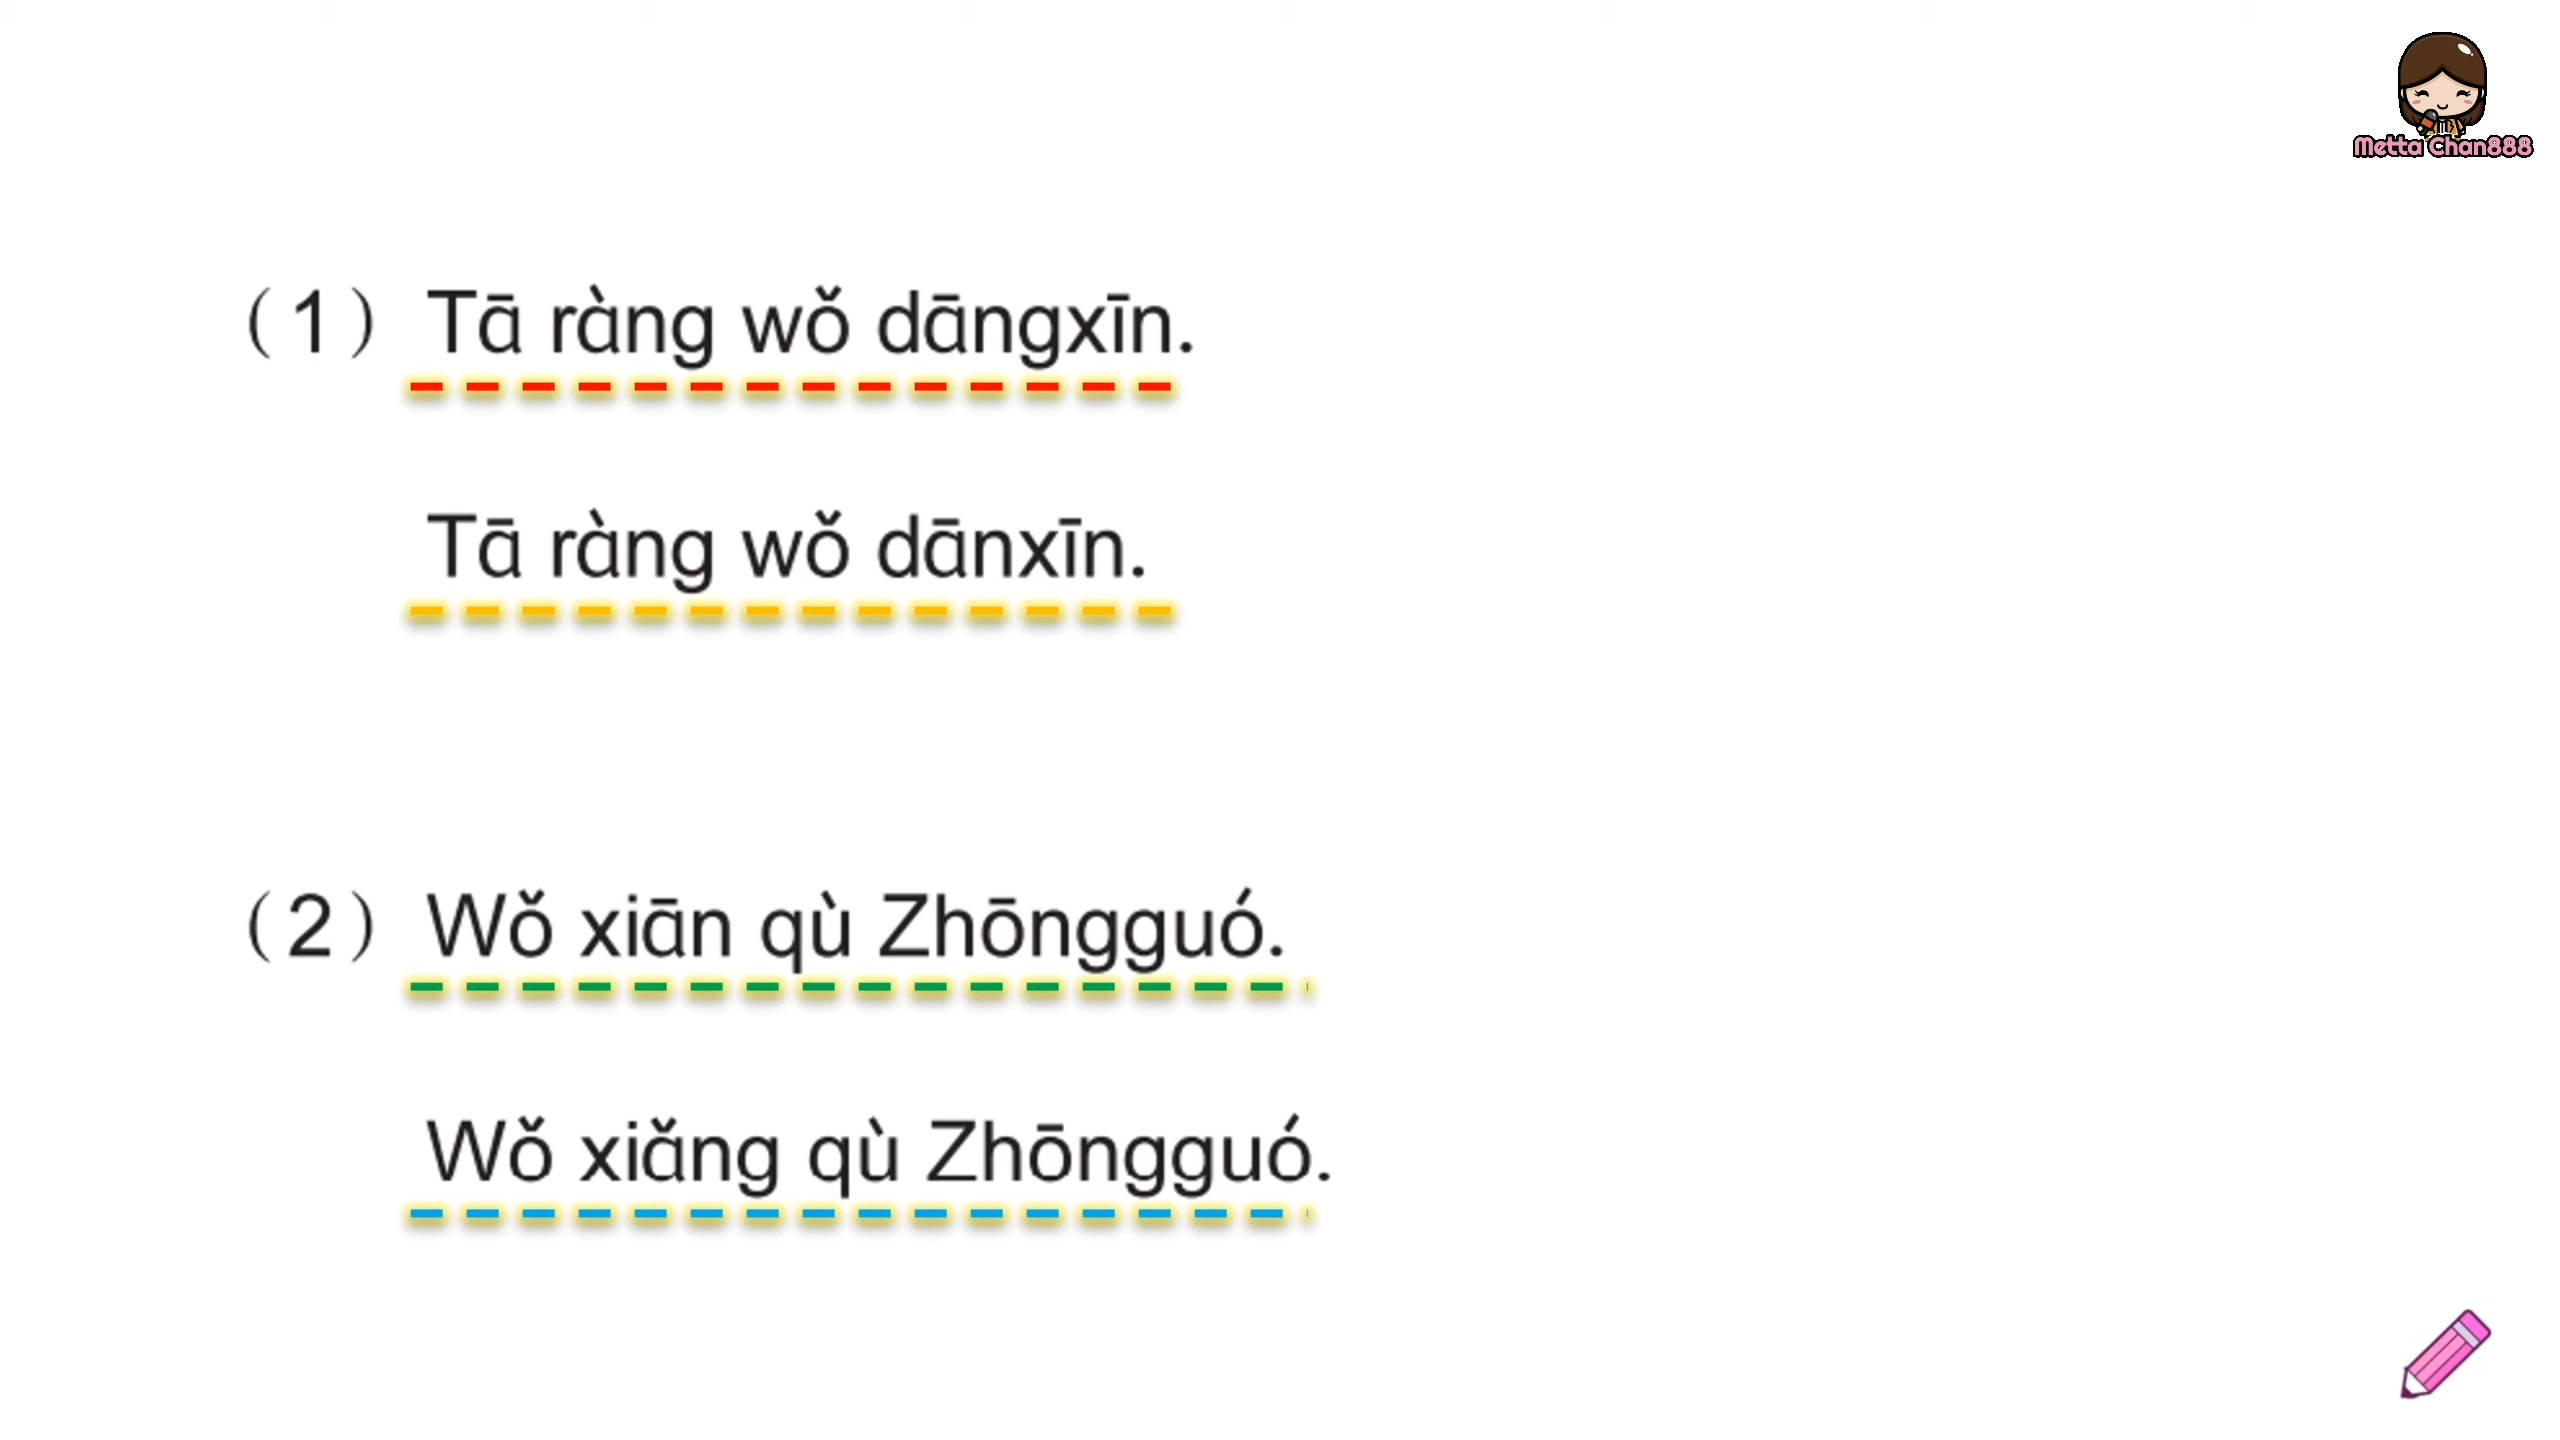 Metta Chan888
（1） Tā ràng wǒ dāngxīn.
Tā ràng wǒ dānxīn.
（2） Wǒ xiān qù Zhōngguó.
Wǒ xiǎng qù Zhōngguó.